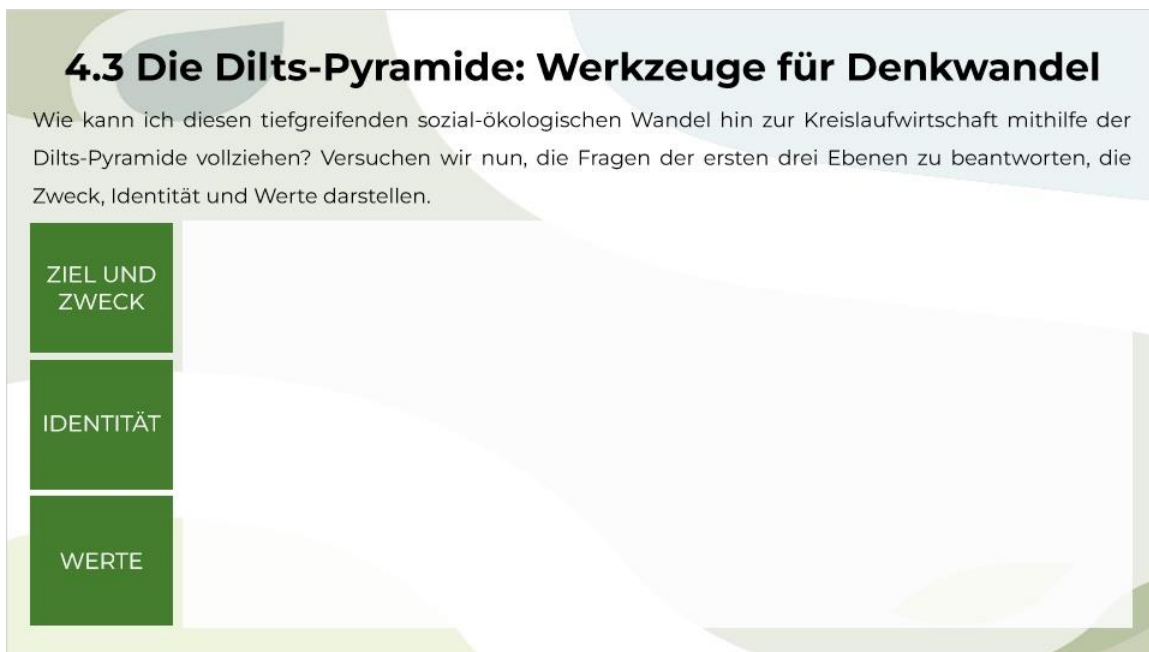 4.3 Die Dilts-Pyramide: Werkzeuge für Denkwandel
Wie kann ich diesen tiefgreifenden sozial-ökologischen Wandel hin zur Kreislaufwirtschaft mithilfe der
Dilts-Pyramide vollziehen? Versuchen wir nun, die Fragen der ersten drei Ebenen zu beantworten, die
Zweck, Identität und Werte darstellen.
ZIEL UND
ZWECK
IDENTITÄT
WERTE